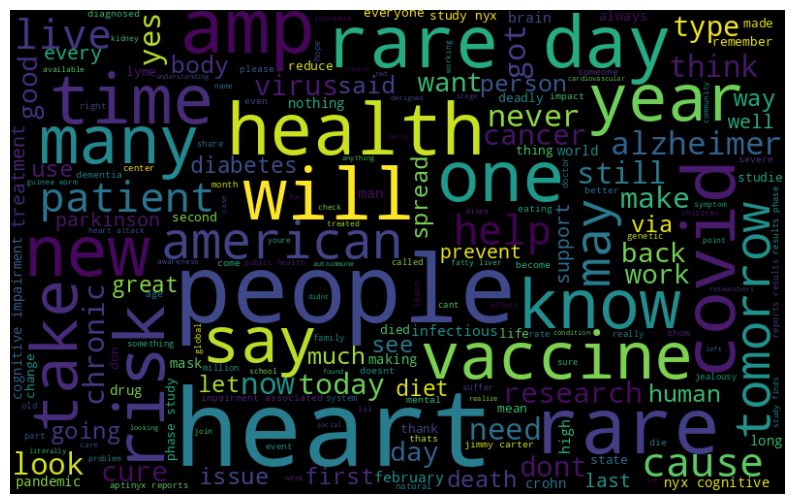 diagnosed
increase
everyone
study nyx
brain
always
type
made
remember
live
yes
amp
rare day
got
kidney
every
body
hope
working
reduce
someone
cardiovascular
available
understanding
name
please
red
stage
want
person
think
year
good
lyme
virus
said
time
right
even
designed
deadly
impact
community
way
well
nothing
never
share
many
health
cancer
alzheimer
use
center
dementia
diabetes
anything
thing
world
doctor
severe
guinea worm
month
case
man
spread
one
still
studie
treatment
patient
will
check
better
eating
make
symptom
children
parkinson
second
treated
help
support
via
genetic
disea
new
heart attack
youre
american
prevent
may
back
point
covid
tomorrow
awareness
public health
called
fatty liver
work
researchers
results phase
reports results
great
come
autoimmune
become
age
people
didnt
learn
cant
effect
know
take
risk
chronic
something
don
global
say
died
infectious
life
rate
really
show
condition
cognitive impairment
change
mask
family
see
much
making
doesnt
vaccine
sure
left
drug
million
school
found
let
now
today
diet
suffer
research
human
jealousy
old
impairment associated
system
mental
realize
mean
study finds
phase study
join
lol
heart
rare
part
care
going
looking
event
social
need
thank
high
die
long
literally
problem
thats
jimmy carter
cause
look
cure
issue
first
day
dont
state
pandemic
aptinyx reports
week
february
natural
death
crohn
last
nyx cognitive